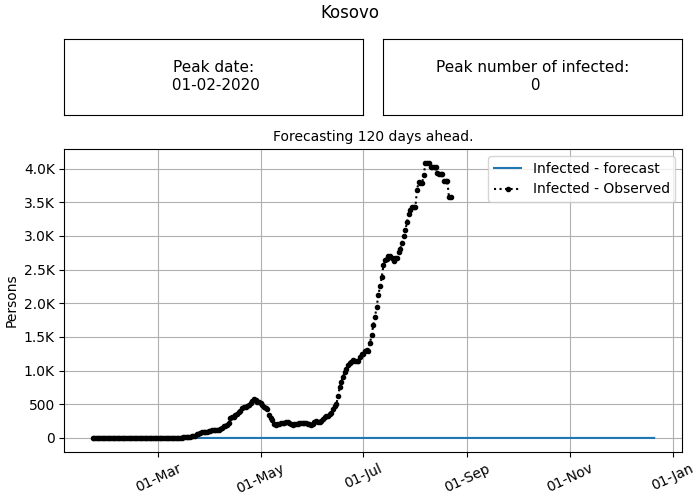 Kosovo
Peak date:
01-02-2020
Peak number of infected:
0
Forecasting 120 days ahead.
Infected - forecast
Infected - Observed
Persons
4.0K
3.5K
3.0K
2.5K
2.0K
1.5K
1.0K
500
0
01-Mar
01-May
01-Jul
01-Sep
01-Nov
01-Jan